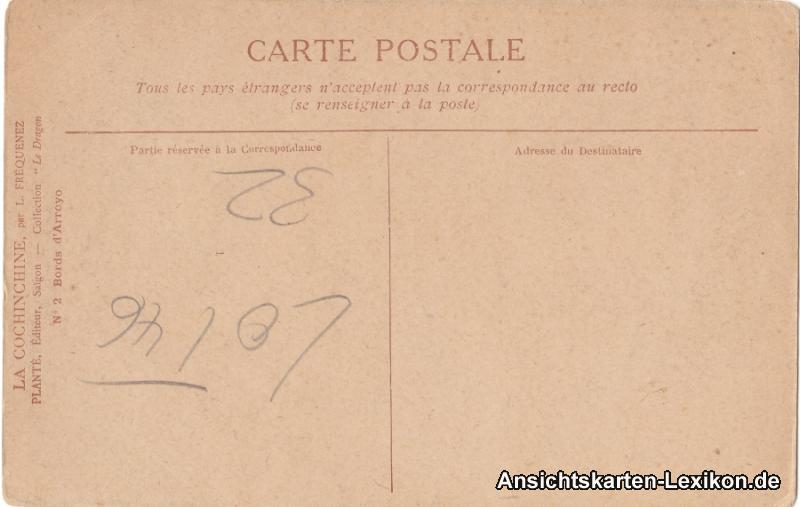 CARTE POSTALE
Tous les pays étrangers n'acceptent pas la correspondance au recto
(se renseigner à la poste)
Partie réservée à la Correspondance
Adresse du Destinataire
LA COCHINCHINE, par L. FRÉQUENEZ
PLANTÉ, Éditeur, Saïgon — Collection "Le Dragon
N° 2 Bords d'Arroyo
32
Ansichtskarten-Lexikon.de